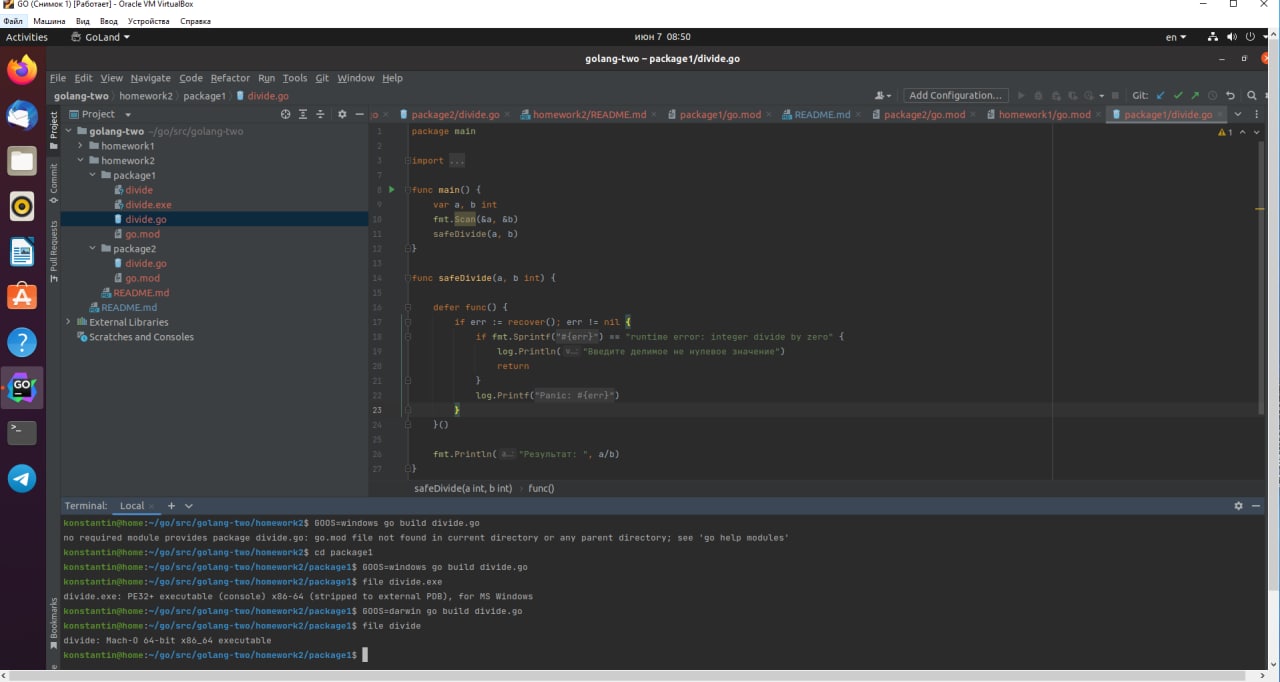 GO (Снимок 1) [Работает] - Oracle VM VirtualBox
Файл Машина Вид Ввод Устройства Справка
Activities GoLand июн 7 08:50 en
golang-two – package1/divide.go
File Edit View Navigate Code Refactor Run Tools Git Window Help
golang-two homework2 package1 divide.go Add Configuration... Git:
Project package2/divide.go homework2/README.md package1/go.mod README.md package2/go.mod homework1/go.mod package1/divide.go
Project
Commit
Pull Requests
Bookmarks
golang-two ~/go/src/golang-two
homework1
homework2
package1
divide
divide.exe
divide.go
go.mod
package2
divide.go
go.mod
README.md
README.md
External Libraries
Scratches and Consoles
1
1 package main
2
3 import ...
7
8 func main() {
9 var a, b int
10 fmt.Scan(&a, &b)
11 safeDivide(a, b)
12 }
13
14 func safeDivide(a, b int) {
15
16 defer func() {
17 if err := recover(); err != nil {
18 if fmt.Sprintf("#{err}") == "runtime error: integer divide by zero" {
19 log.Println( v...: "Введите делимое не нулевое значение")
20 return
21 }
22 log.Printf("Panic: #{err}")
23 }
24 }()
25
26 fmt.Println( a...: "Результат: ", a/b)
27 }
safeDivide(a int, b int) func()
Terminal: Local
konstantin@home:~/go/src/golang-two/homework2$ GOOS=windows go build divide.go
no required module provides package divide.go: go.mod file not found in current directory or any parent directory; see 'go help modules'
konstantin@home:~/go/src/golang-two/homework2$ cd package1
konstantin@home:~/go/src/golang-two/homework2/package1$ GOOS=windows go build divide.go
konstantin@home:~/go/src/golang-two/homework2/package1$ file divide.exe
divide.exe: PE32+ executable (console) x86-64 (stripped to external PDB), for MS Windows
konstantin@home:~/go/src/golang-two/homework2/package1$ GOOS=darwin go build divide.go
konstantin@home:~/go/src/golang-two/homework2/package1$ file divide
divide: Mach-O 64-bit x86_64 executable
konstantin@home:~/go/src/golang-two/homework2/package1$